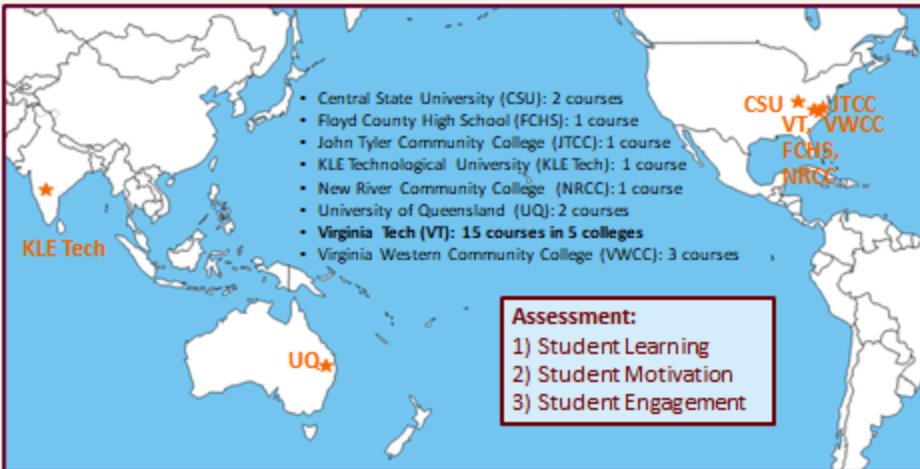 • Central State University (CSU): 2 courses
• Floyd County High School (FCHS): 1 course
• John Tyler Community College (JTCC): 1 course
• KLE Technological University (KLE Tech): 1 course
• New River Community College (NRCC): 1 course
• University of Queensland (UQ): 2 courses
• Virginia Tech (VT): 15 courses in 5 colleges
• Virginia Western Community College (VWCC): 3 courses
CSU
JTCC
VT, VWCC
FCHS,
NRCC
KLE Tech
UQ
Assessment:
1) Student Learning
2) Student Motivation
3) Student Engagement